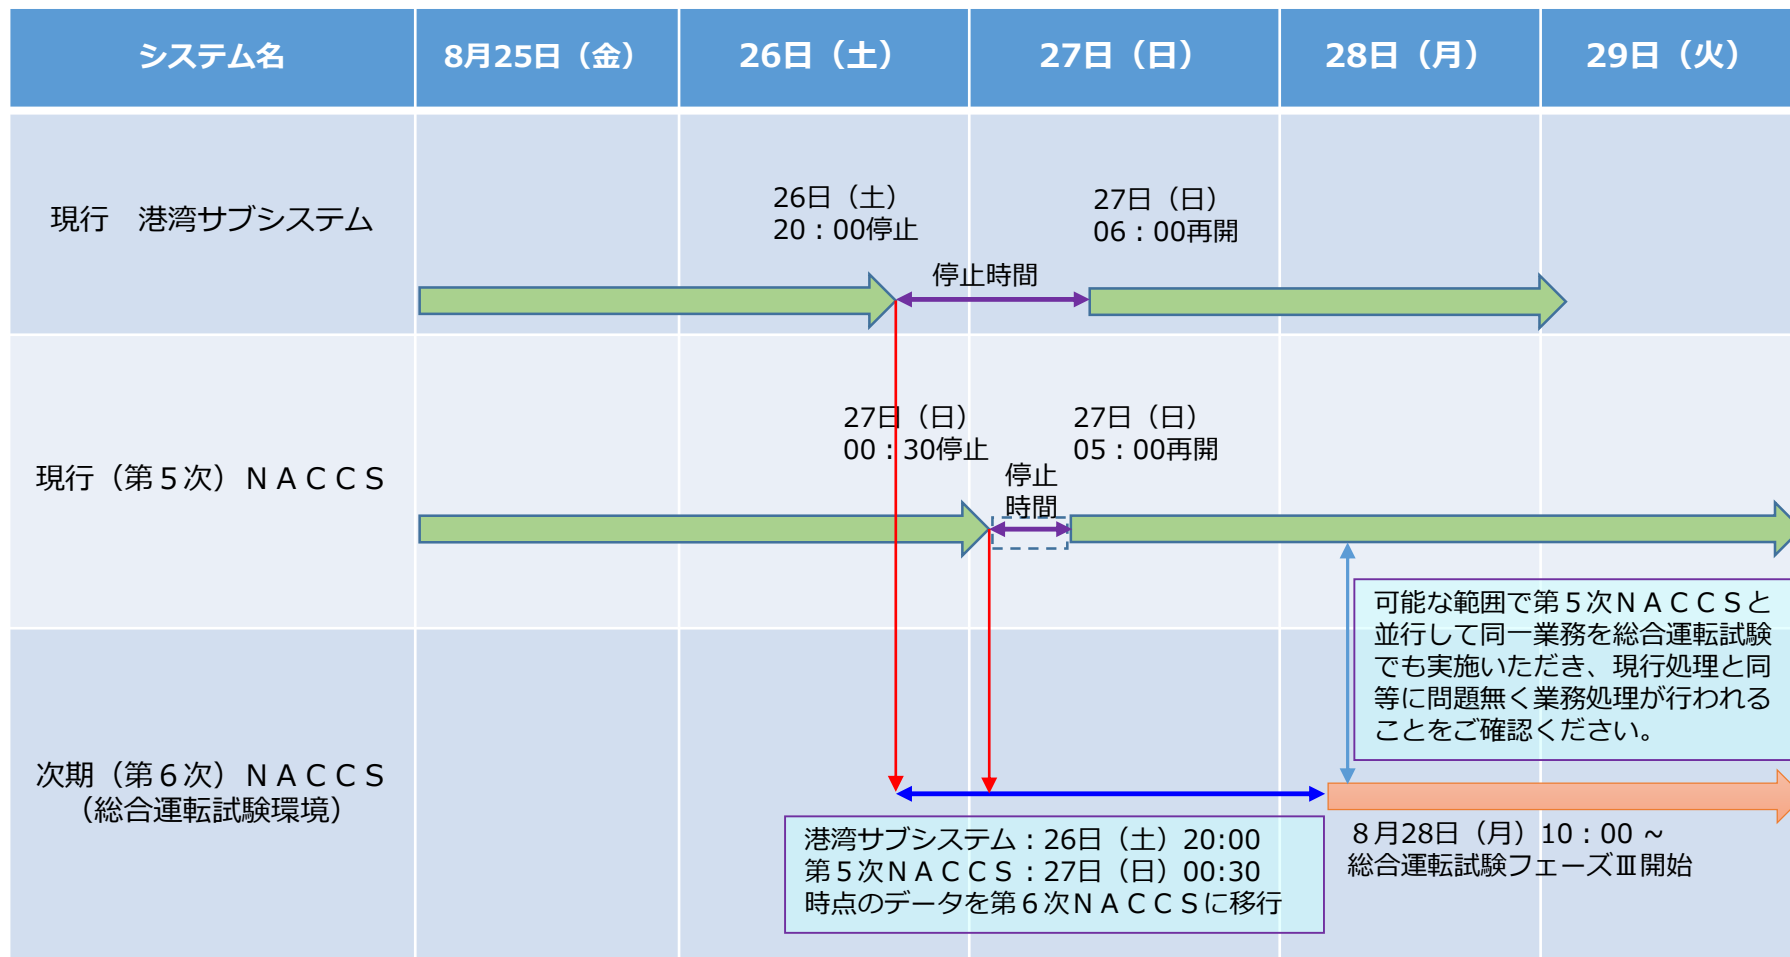 システム名
8月25日（金）
26日（土）
27日（日）
28日（月）
29日（火）
現行　港湾サブシステム
26日（土）
20：00停止
停止時間
27日（日）
06：00再開
現行（第５次）ＮＡＣＣＳ
27日（日）
00：30停止
停止
時間
27日（日）
05：00再開
可能な範囲で第５次ＮＡＣＣＳと
並行して同一業務を総合運転試験
でも実施いただき、現行処理と同
等に問題無く業務処理が行われる
ことをご確認ください。
次期（第６次）ＮＡＣＣＳ
（総合運転試験環境）
港湾サブシステム：26日（土）20:00
第５次ＮＡＣＣＳ：27日（日）00:30
時点のデータを第６次ＮＡＣＣＳに移行
８月28日（月）10：00 ~
総合運転試験フェーズⅢ開始